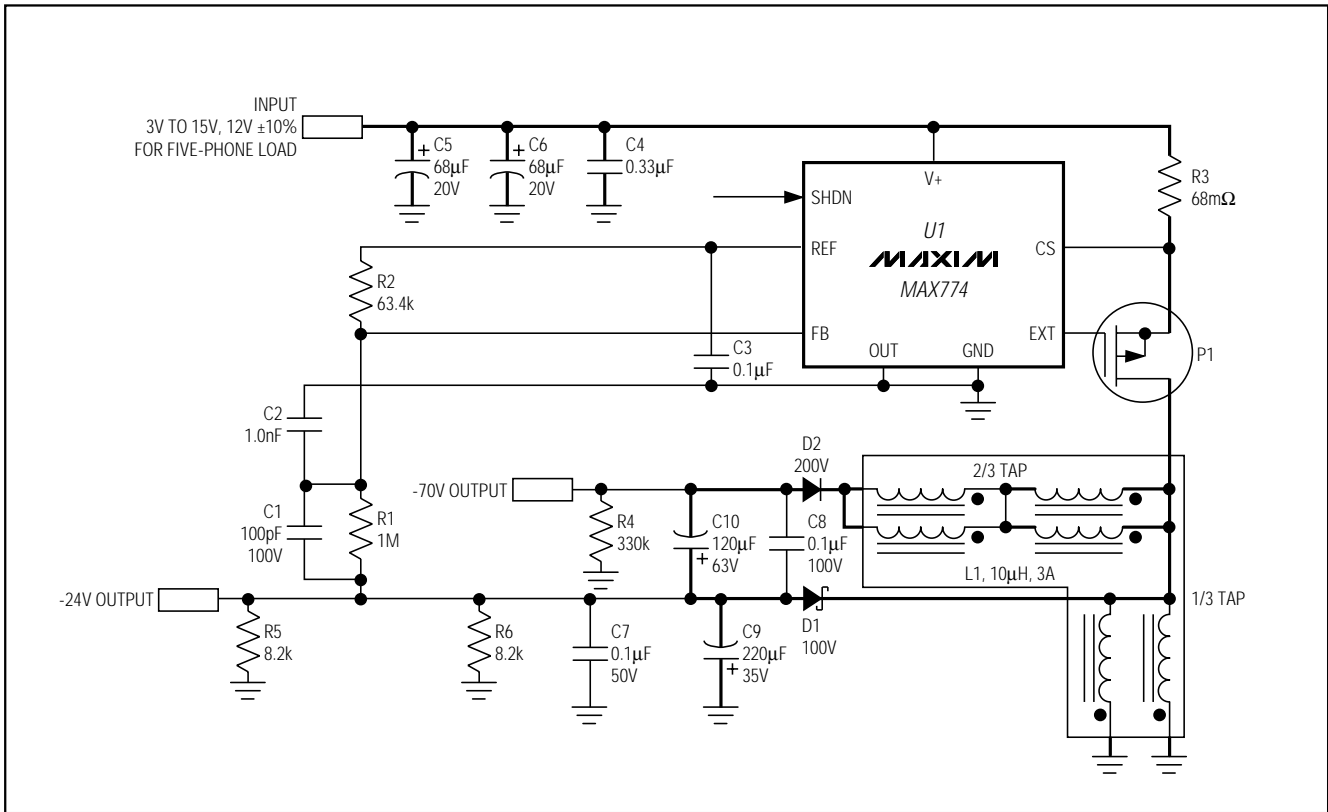 INPUT
3V TO 15V, 12V ±10%
FOR FIVE-PHONE LOAD
+ C5
68µF
20V
+ C6
68µF
20V
C4
0.33µF
R3
68mΩ
V+
SHDN
U1
MAXIM
MAX774
REF
CS
FB
EXT
OUT
GND
P1
R2
63.4k
C3
0.1µF
C2
1.0nF
C1
100pF
100V
R1
1M
-70V OUTPUT
R4
330k
C10
120µF
+ 63V
C8
0.1µF
100V
D2
200V
2/3 TAP
L1, 10µH, 3A
1/3 TAP
-24V OUTPUT
R5
8.2k
R6
8.2k
C7
0.1µF
50V
C9
220µF
+ 35V
D1
100V